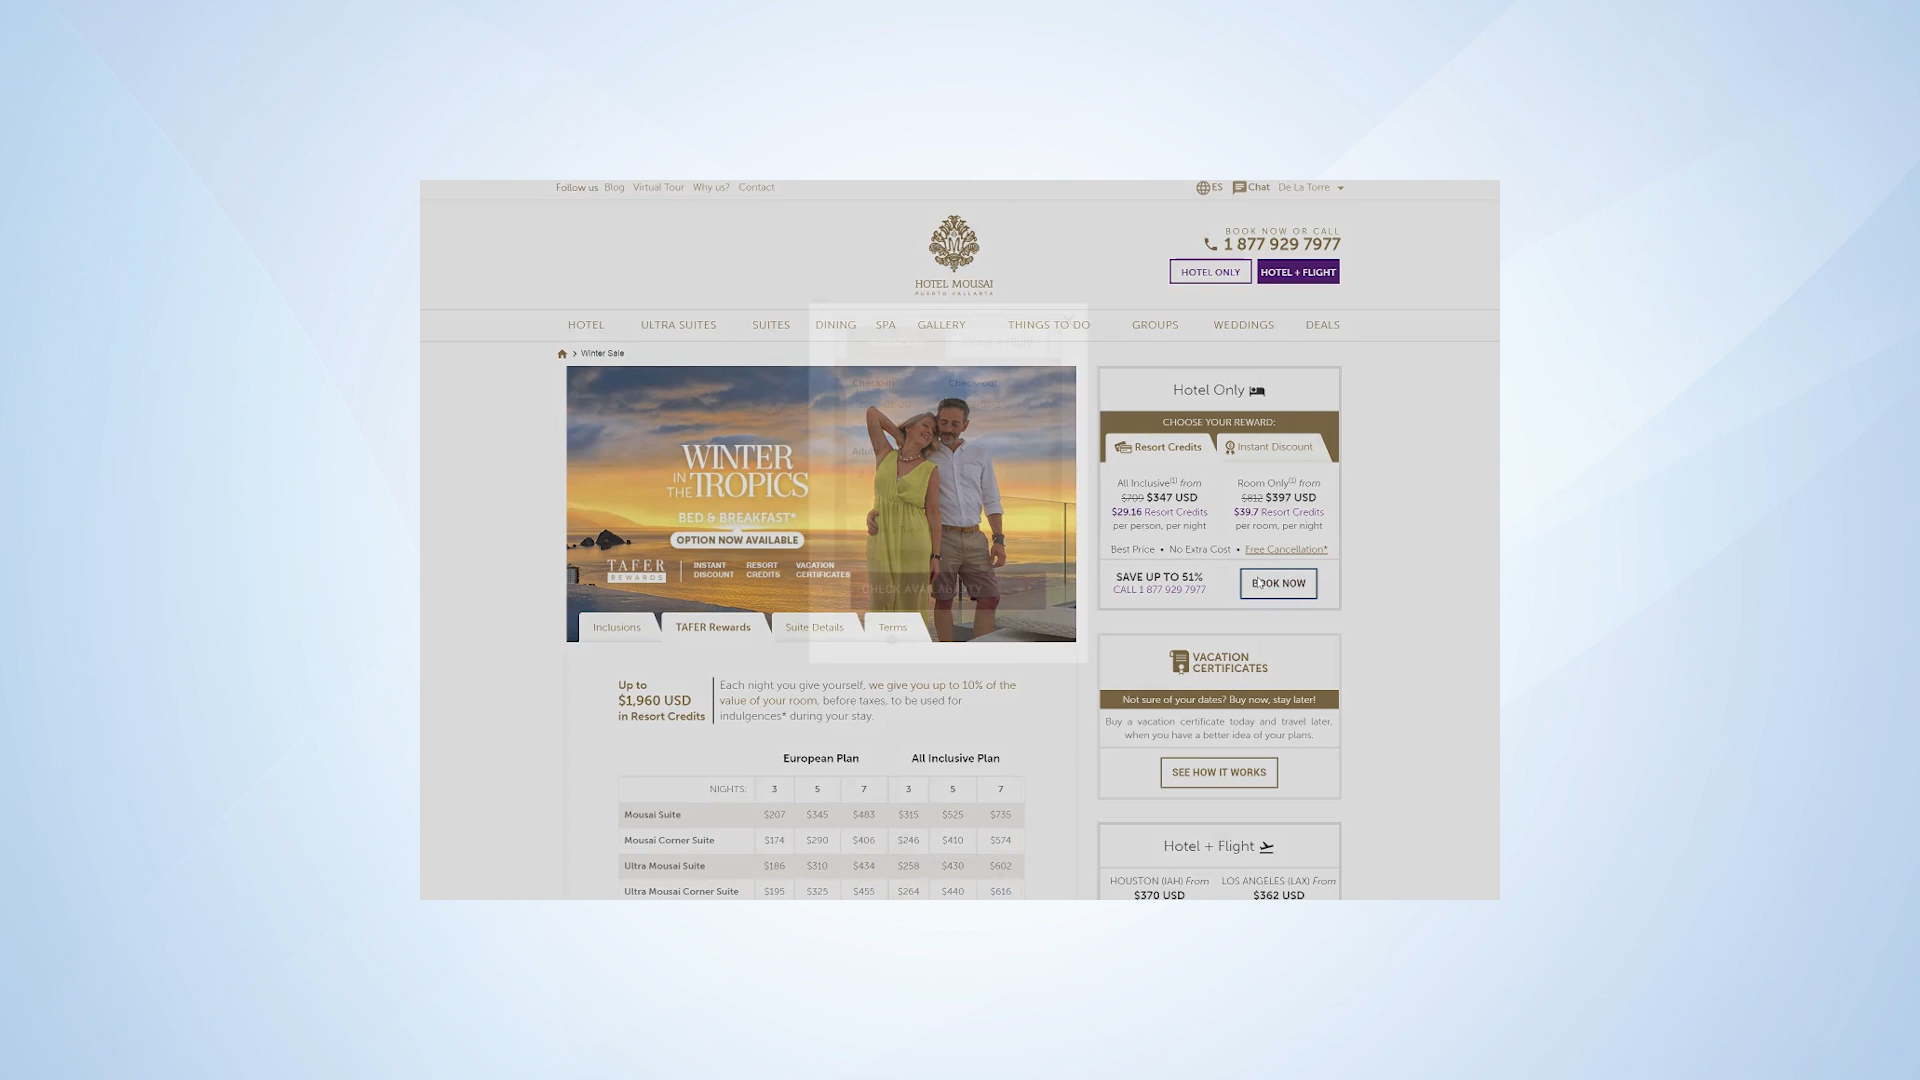 Follow us Blog Virtual Tour Why us? Contact
ES Chat De La Torre
BOOK NOW OR CALL
1 877 929 7977
HOTEL ONLY HOTEL + FLIGHT
HOTEL MOUSAI
PUERTO VALLARTA
HOTEL ULTRA SUITES SUITES DINING SPA GALLERY THINGS TO DO GROUPS WEDDINGS DEALS
> Winter Sale
Check-in Check-out
WINTER
IN THE TROPICS
BED & BREAKFAST*
OPTION NOW AVAILABLE
TAFER
REWARDS
INSTANT DISCOUNT
RESORT CREDITS
VACATION CERTIFICATES
CHECK AVAILABILITY
Inclusions TAFER Rewards Suite Details Terms
Up to
$1,960 USD
in Resort Credits
Each night you give yourself, we give you up to 10% of the
value of your room, before taxes, to be used for
indulgences* during your stay.
European Plan All Inclusive Plan
NIGHTS: 3 5 7 3 5 7
Mousai Suite $207 $345 $483 $315 $525 $735
Mousai Corner Suite $174 $290 $406 $246 $410 $574
Ultra Mousai Suite $186 $310 $434 $258 $430 $602
Ultra Mousai Corner Suite $195 $325 $455 $264 $440 $616
Hotel Only
CHOOSE YOUR REWARD:
Resort Credits Instant Discount
All Inclusive(1) from Room Only(1) from
$709 $347 USD $812 $397 USD
$29.16 Resort Credits $39.7 Resort Credits
per person, per night per room, per night
Best Price • No Extra Cost • Free Cancellation*
SAVE UP TO 51%
CALL 1 877 929 7977
BOOK NOW
VACATION
CERTIFICATES
Not sure of your dates? Buy now, stay later!
Buy a vacation certificate today and travel later,
when you have a better idea of your plans.
SEE HOW IT WORKS
Hotel + Flight
HOUSTON (IAH) From LOS ANGELES (LAX) From
$370 USD $362 USD